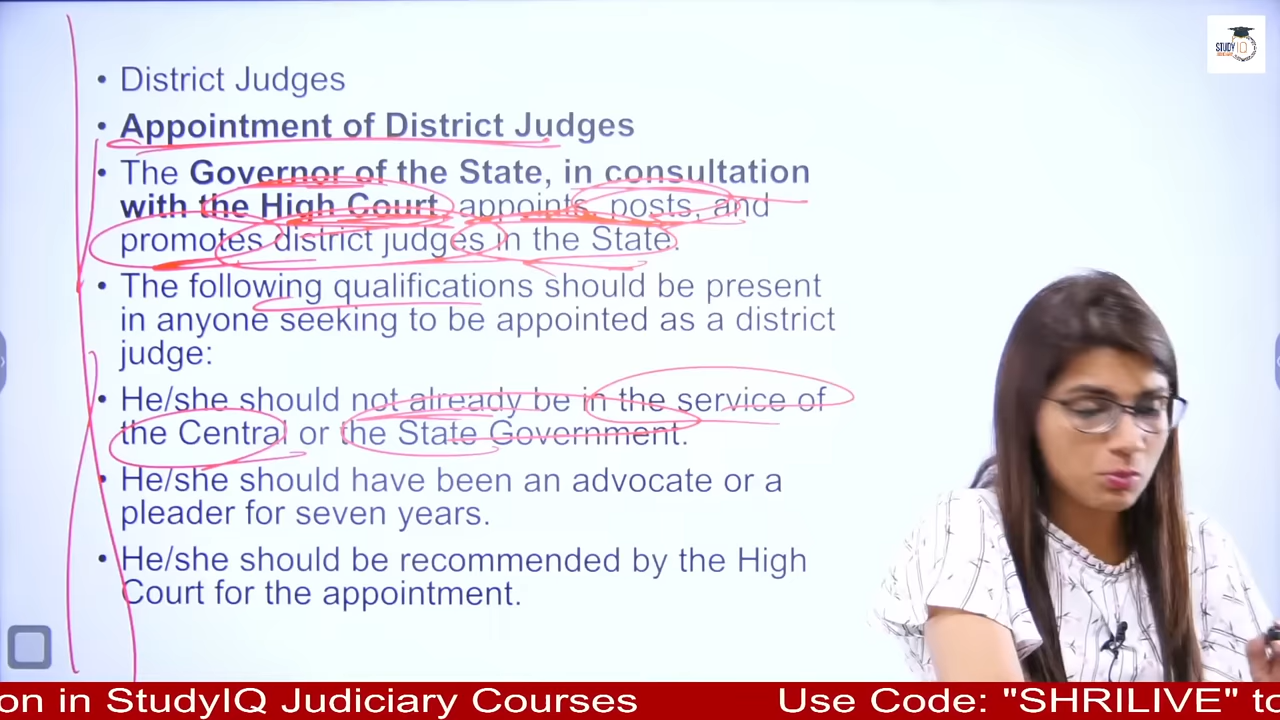 STUDY IQ
• District Judges
• Appointment of District Judges
• The Governor of the State, in consultation
with the High Court, appoints, posts, and
promotes district judges in the State.
• The following qualifications should be present
in anyone seeking to be appointed as a district
judge:
• He/she should not already be in the service of
the Central or the State Government.
• He/she should have been an advocate or a
pleader for seven years.
• He/she should be recommended by the High
Court for the appointment.
on in StudyIQ Judiciary Courses Use Code: "SHRILIVE" to